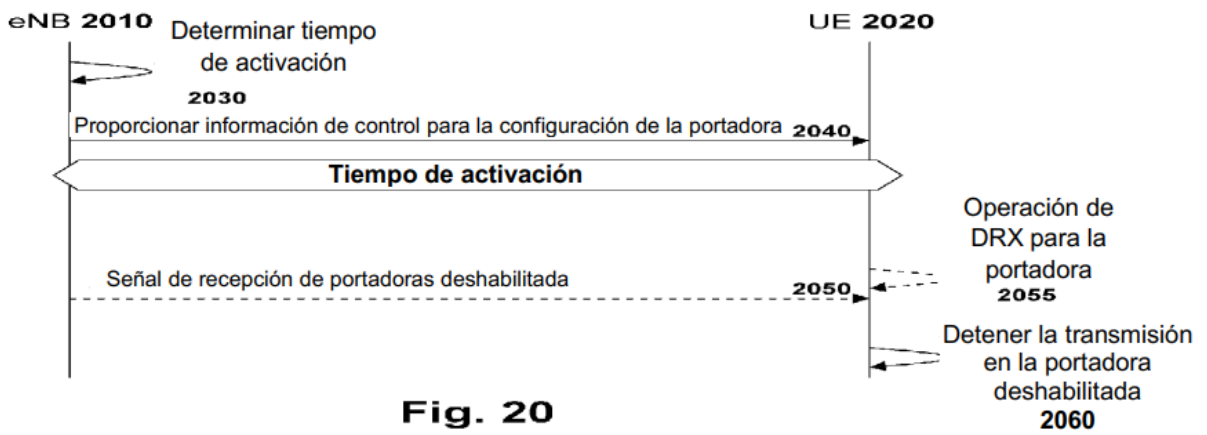 eNB 2010
UE 2020
Determinar tiempo
de activación
2030
Proporcionar información de control para la configuración de la portadora 2040
Tiempo de activación
Operación de
DRX para la
portadora
2055
Señal de recepción de portadoras deshabilitada 2050
Detener la transmisión
en la portadora
deshabilitada
2060
Fig. 20